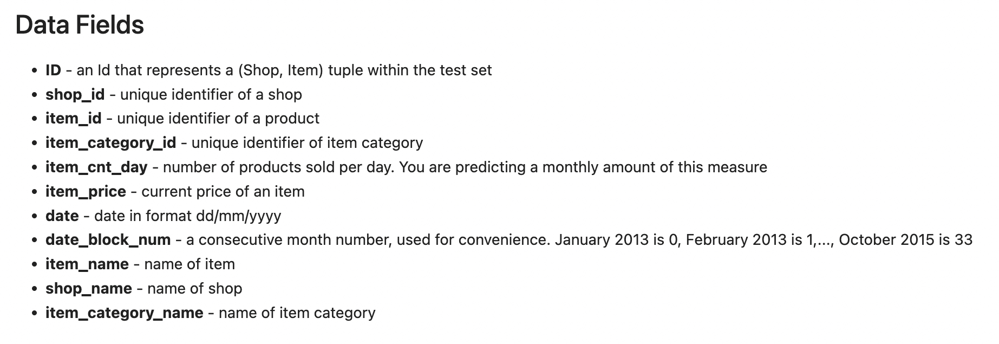 Data Fields
• ID - an Id that represents a (Shop, Item) tuple within the test set
• shop_id - unique identifier of a shop
• item_id - unique identifier of a product
• item_category_id - unique identifier of item category
• item_cnt_day - number of products sold per day. You are predicting a monthly amount of this measure
• item_price - current price of an item
• date - date in format dd/mm/yyyy
• date_block_num - a consecutive month number, used for convenience. January 2013 is 0, February 2013 is 1,..., October 2015 is 33
• item_name - name of item
• shop_name - name of shop
• item_category_name - name of item category